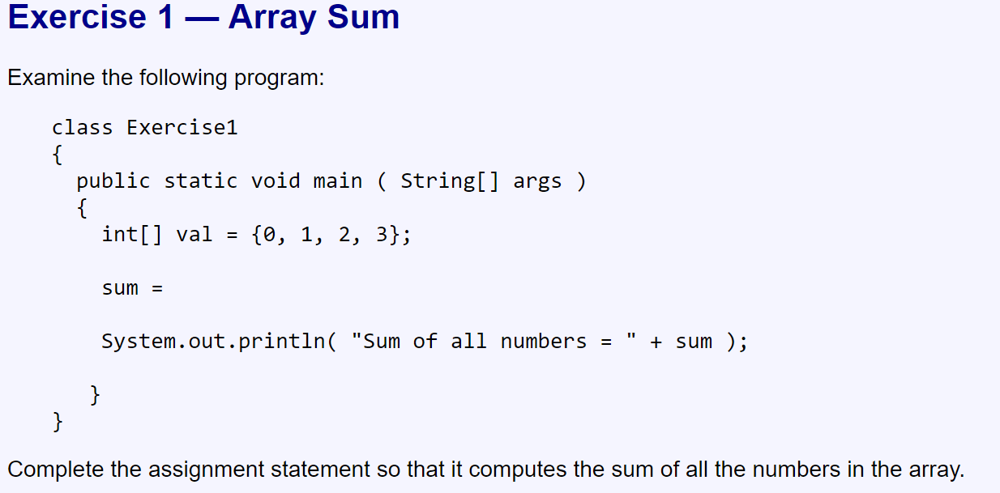 Exercise 1 — Array Sum
Examine the following program:
class Exercise1
{
  public static void main ( String[] args )
  {
    int[] val = {0, 1, 2, 3};
    sum =
    System.out.println( "Sum of all numbers = " + sum );
   }
}
Complete the assignment statement so that it computes the sum of all the numbers in the array.